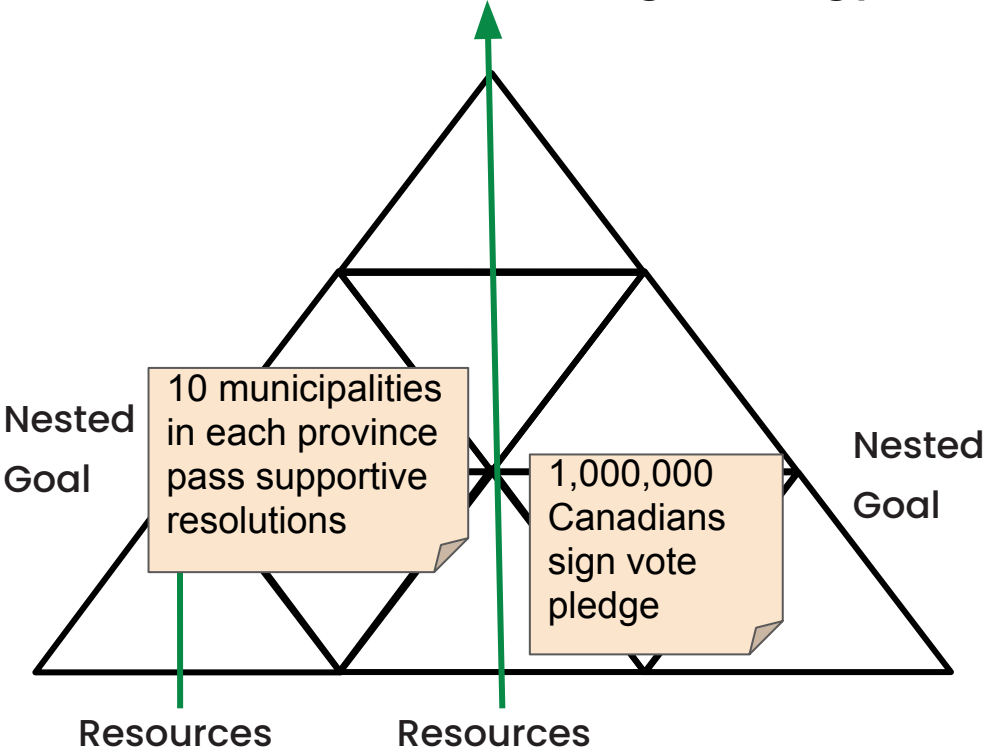 Nested
Goal
10 municipalities
in each province
pass supportive
resolutions
1,000,000
Canadians
sign vote
pledge
Nested
Goal
Resources
Resources